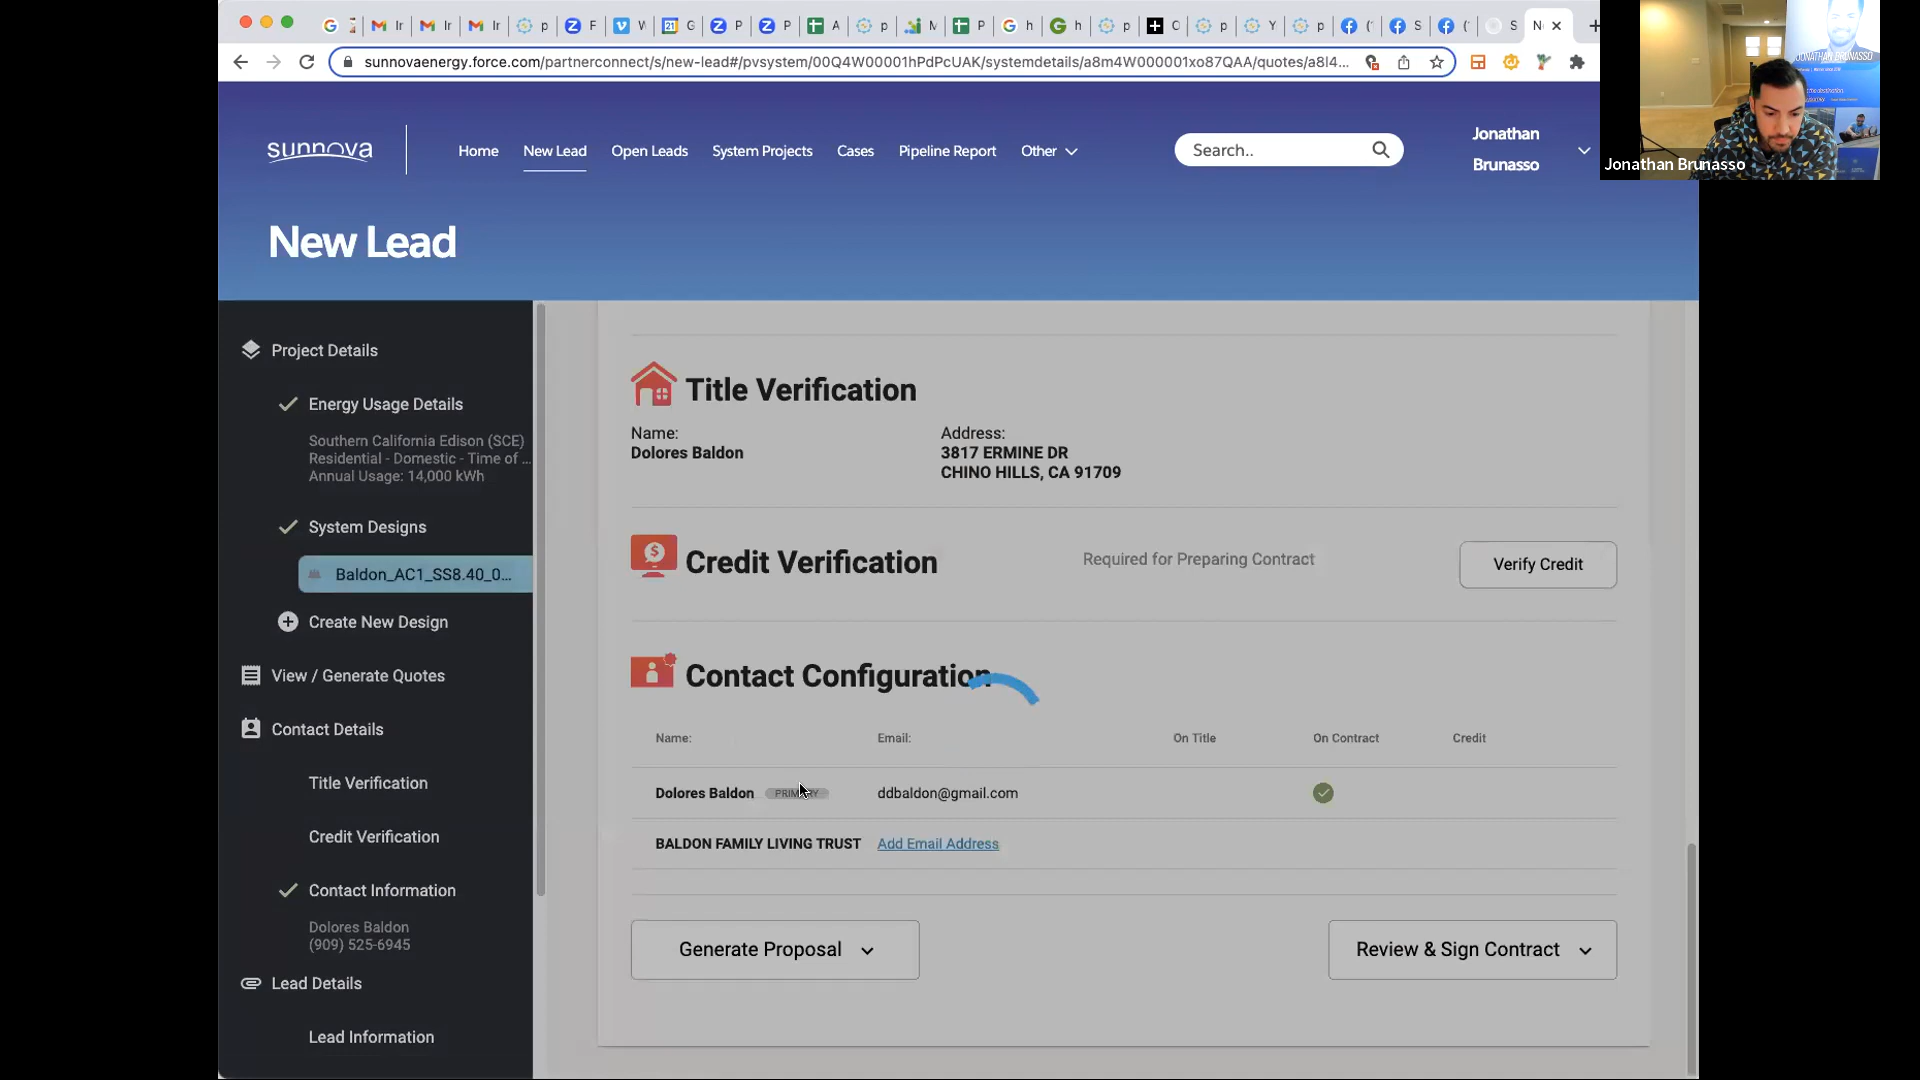 sunnovaenergy.force.com/partnerconnect/s/new-lead#/pvsystem/00Q4W00001hPdPcUAK/systemdetails/a8m4W000001xo87QAA/quotes/a8l4...
sunnova
Home
New Lead
Open Leads
System Projects
Cases
Pipeline Report
Other
Search..
Jonathan
Brunasso
JONATHAN BRUNASSO
Jonathan Brunasso
New Lead
Project Details
Energy Usage Details
Southern California Edison (SCE)
Residential - Domestic - Time of ...
Annual Usage: 14,000 kWh
System Designs
Baldon_AC1_SS8.40_0...
Create New Design
View / Generate Quotes
Contact Details
Title Verification
Credit Verification
Contact Information
Dolores Baldon
(909) 525-6945
Lead Details
Lead Information
Title Verification
Name:
Dolores Baldon
Address:
3817 ERMINE DR
CHINO HILLS, CA 91709
Credit Verification
Required for Preparing Contract
Verify Credit
Contact Configuration
Name:
Email:
On Title
On Contract
Credit
Dolores Baldon
PRIMARY
ddbaldon@gmail.com
BALDON FAMILY LIVING TRUST
Add Email Address
Generate Proposal
Review & Sign Contract